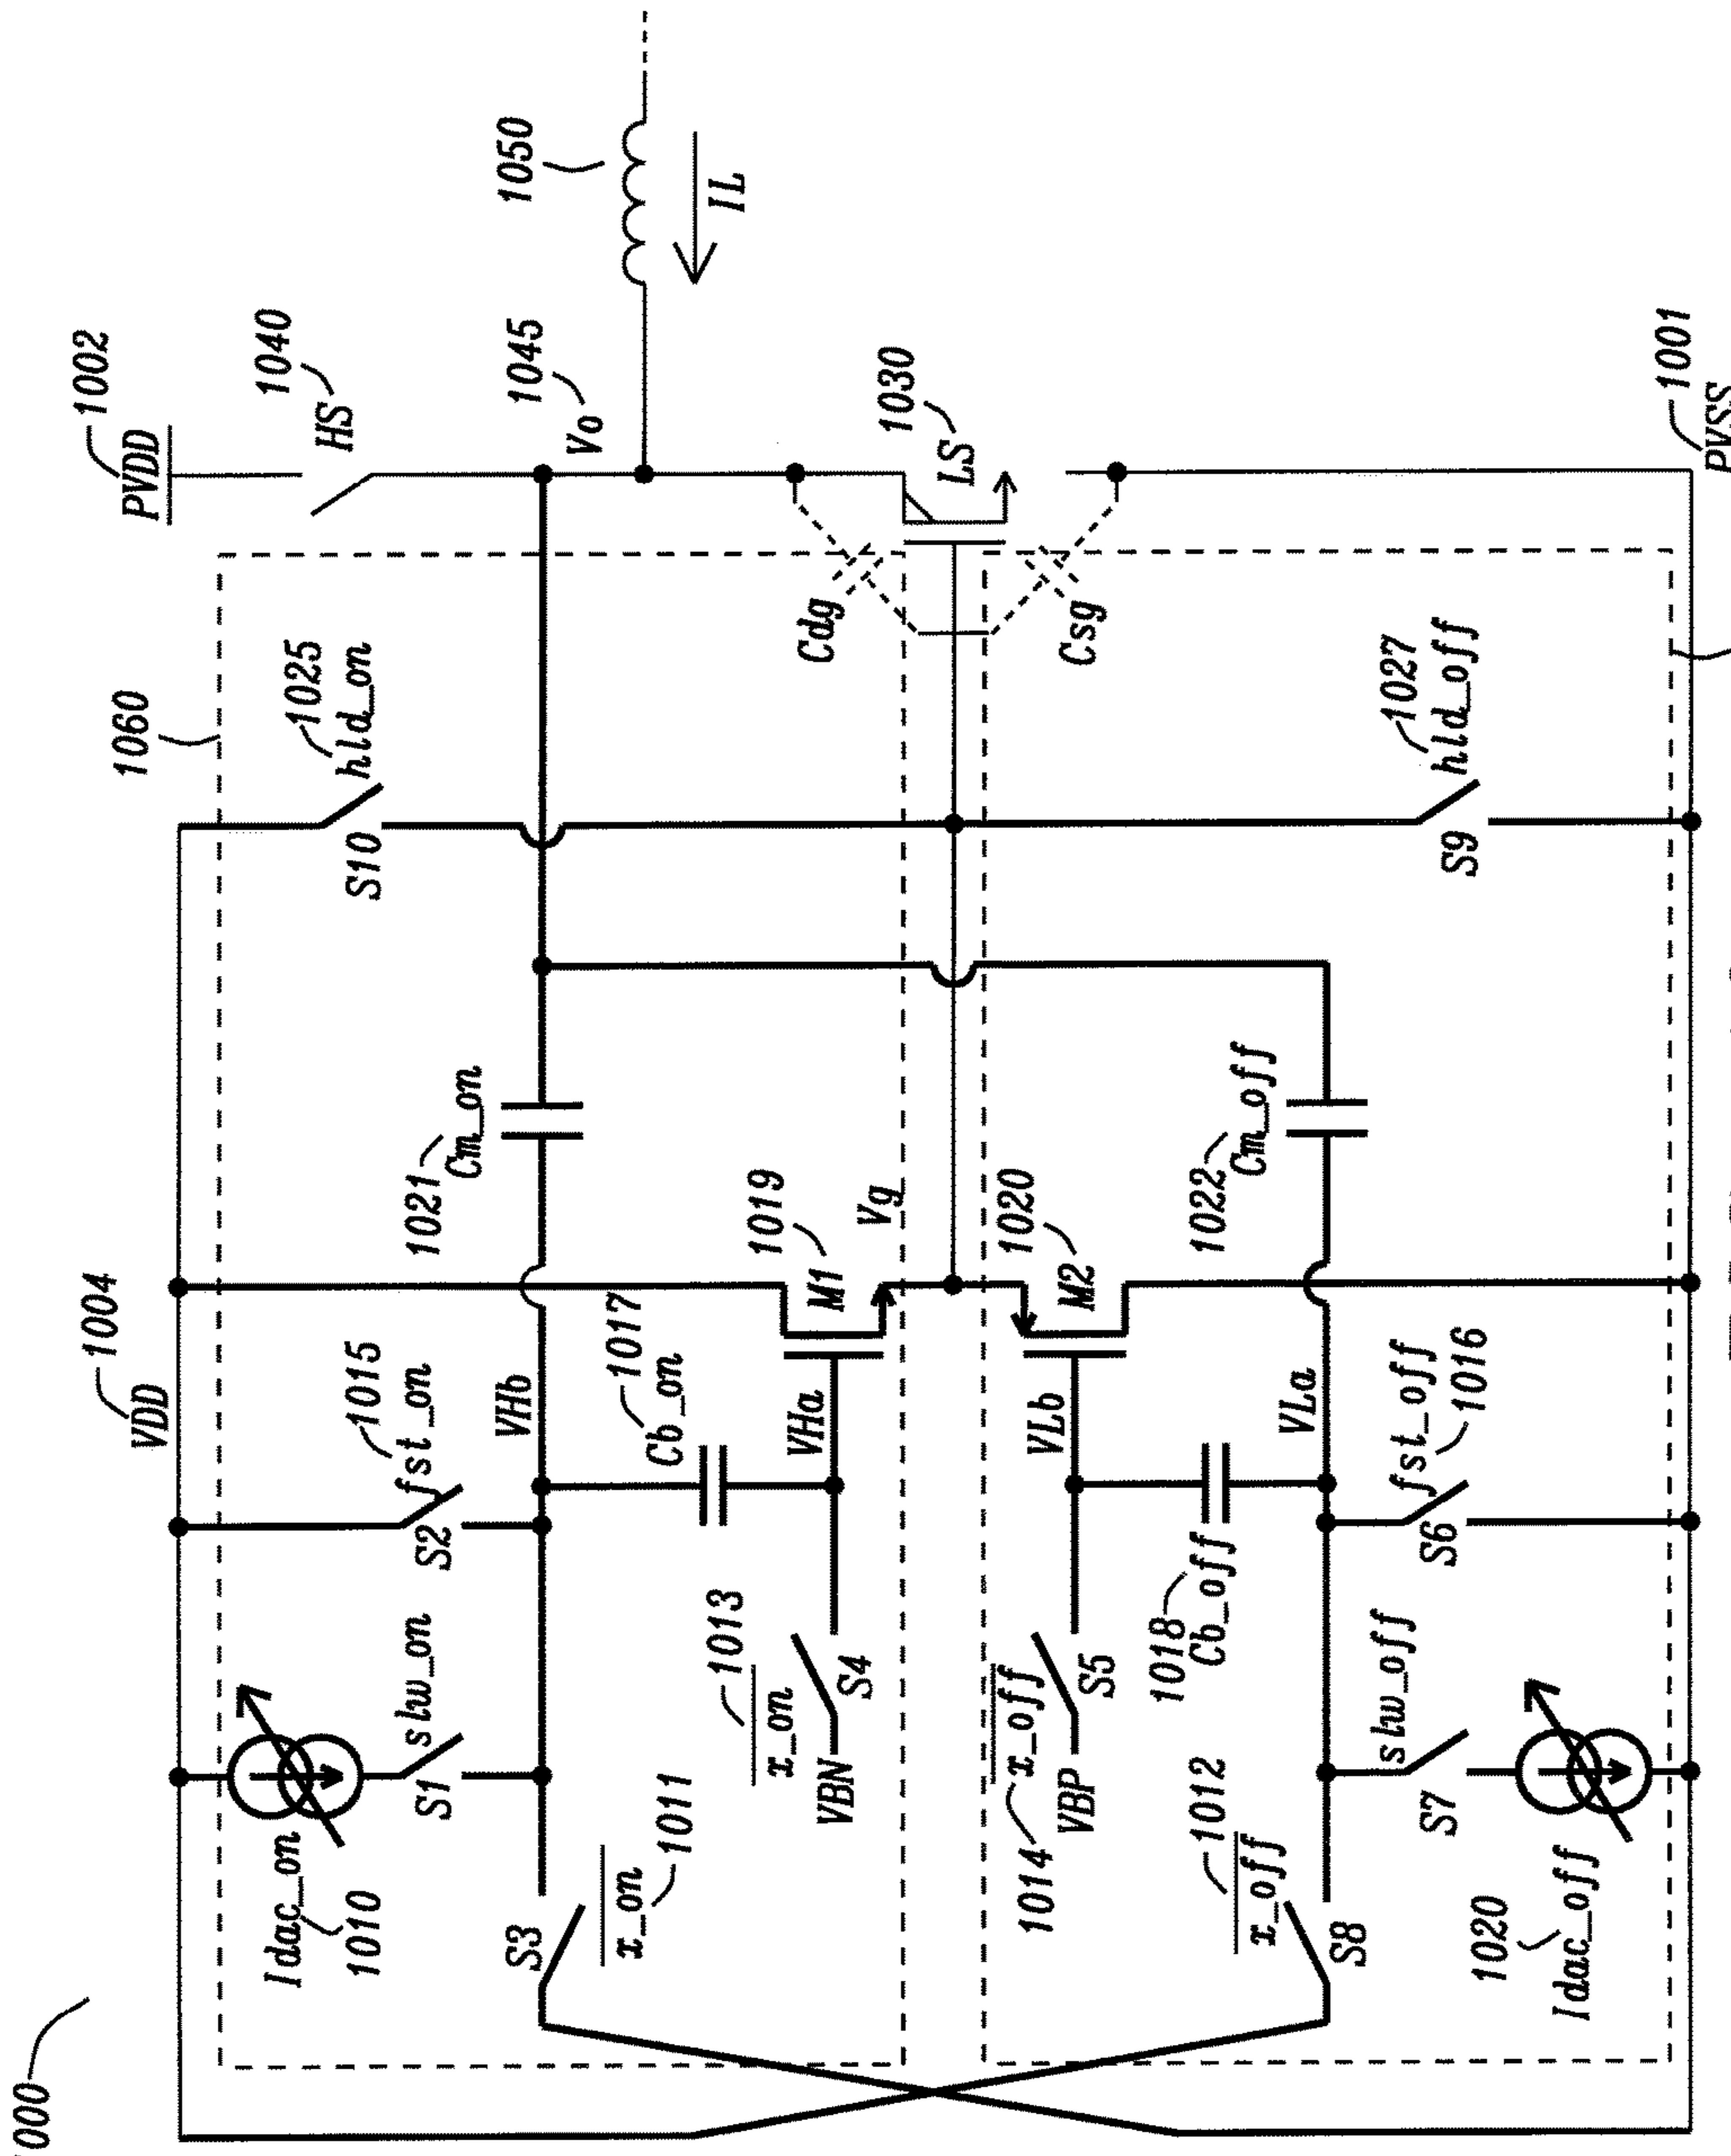 1000
1002
PVDD
1040
HS
1050
IL
1045
Vo
1060
1025
hld_on
S10
1004
VDD
1015
fst_on
S2
Idac_on
1010
slw_on
S1
VHb
1021
Cm_on
S3
x_on
1011
1013
x_on
S4
VBN
1017
Cb_on
VHa
1019
M1
Vg
Cdg
1030
LS
Csg
1020
M2
VLb
1014
x_off
S5
VBP
1018
Cb_off
1022
Cm_off
VLa
1012
x_off
S8
fst_off
1016
S6
slw_off
S7
1020
Idac_off
1027
hld_off
S9
1001
PVSS